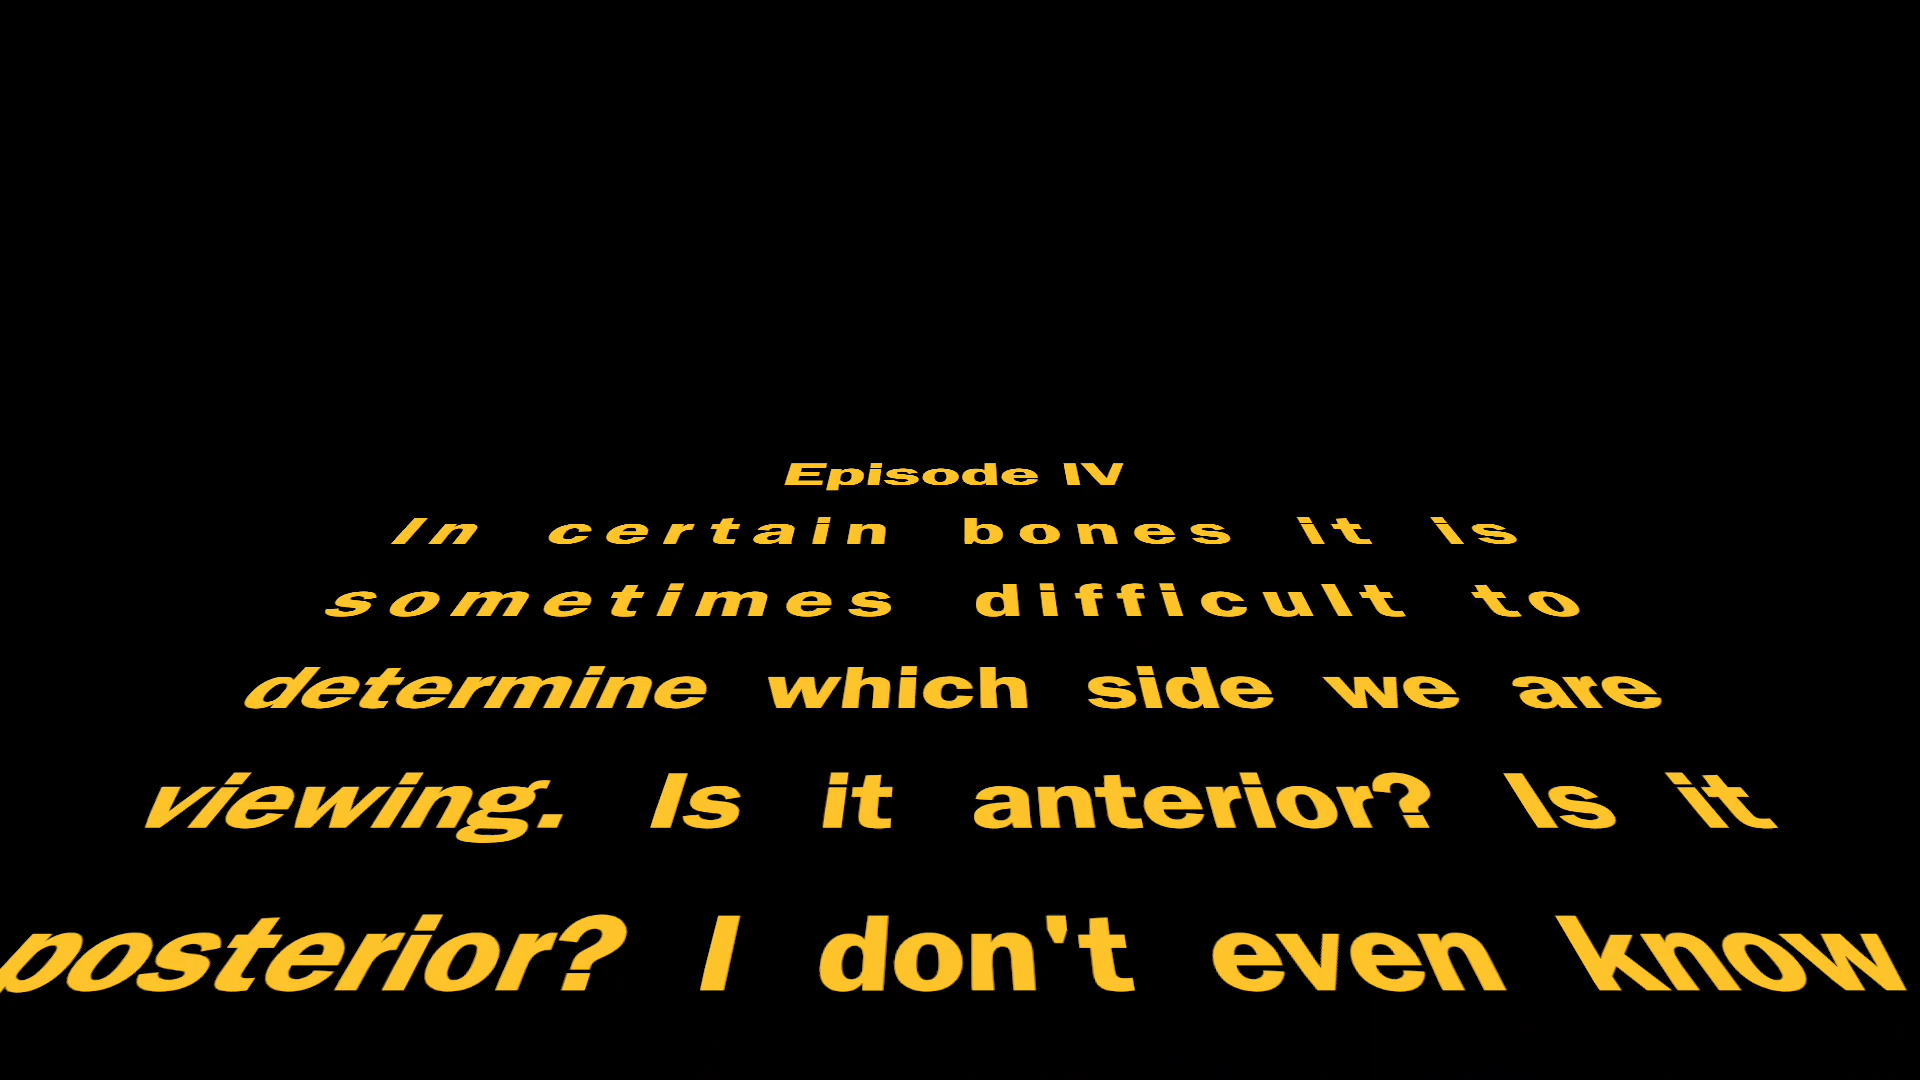 Episode IV
In certain bones it is
sometimes difficult to
determine which side we are
viewing. Is it anterior? Is it
posterior? I don't even know